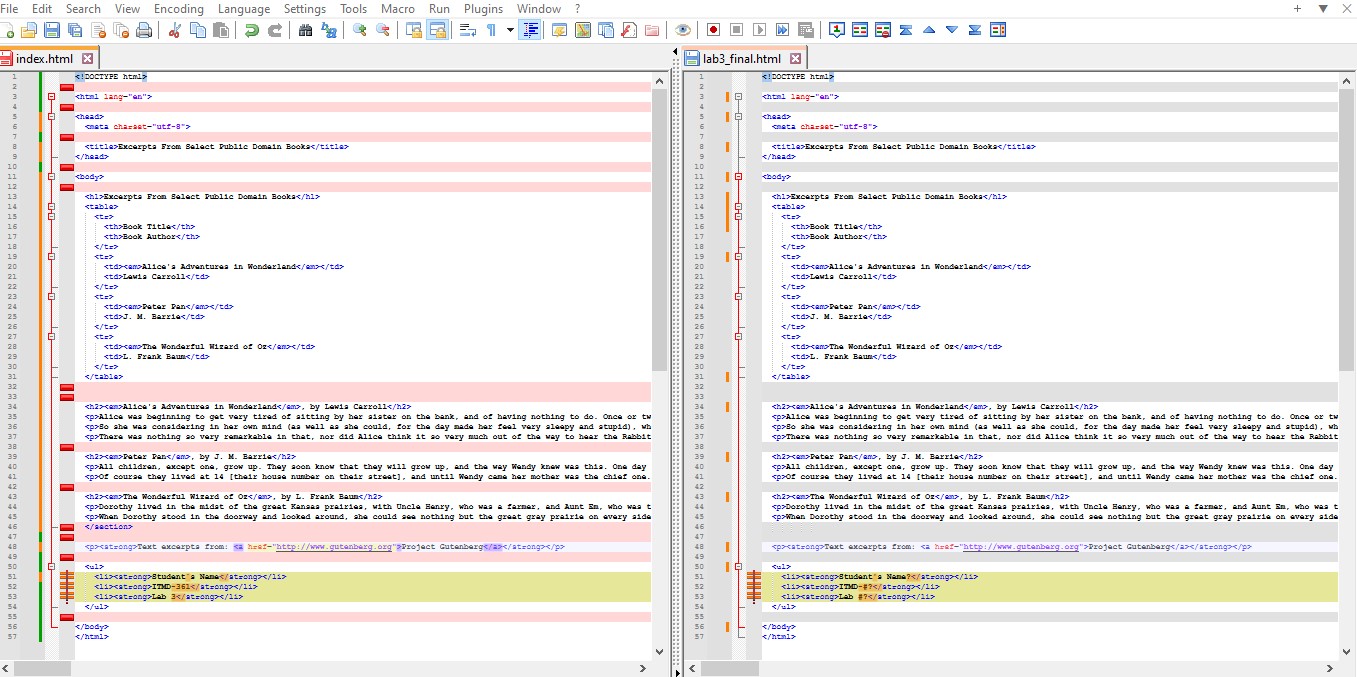 File Edit Search View Encoding Language Settings Tools Macro Run Plugins Window ?
index.html
1 <!DOCTYPE html>
2
3 <html lang="en">
4
5 <head>
6 <meta charset="utf-8">
7
8 <title>Excerpts From Select Public Domain Books</title>
9 </head>
10
11 <body>
12
13 <h1>Excerpts From Select Public Domain Books</h1>
14 <table>
15 <tr>
16 <th>Book Title</th>
17 <th>Book Author</th>
18 </tr>
19 <tr>
20 <td><em>Alice's Adventures in Wonderland</em></td>
21 <td>Lewis Carroll</td>
22 </tr>
23 <tr>
24 <td><em>Peter Pan</em></td>
25 <td>J. M. Barrie</td>
26 </tr>
27 <tr>
28 <td><em>The Wonderful Wizard of Oz</em></td>
29 <td>L. Frank Baum</td>
30 </tr>
31 </table>
32
33
34 <h2><em>Alice's Adventures in Wonderland</em>, by Lewis Carroll</h2>
35 <p>Alice was beginning to get very tired of sitting by her sister on the bank, and of having nothing to do. Once or tw
36 <p>So she was considering in her own mind (as well as she could, for the day made her feel very sleepy and stupid), wh
37 <p>There was nothing so very remarkable in that, nor did Alice think it so very much out of the way to hear the Rabbit
38
39 <h2><em>Peter Pan</em>, by J. M. Barrie</h2>
40 <p>All children, except one, grow up. They soon know that they will grow up, and the way Wendy knew was this. One day
41 <p>Of course they lived at 14 [their house number on their street], and until Wendy came her mother was the chief one.
42
43 <h2><em>The Wonderful Wizard of Oz</em>, by L. Frank Baum</h2>
44 <p>Dorothy lived in the midst of the great Kansas prairies, with Uncle Henry, who was a farmer, and Aunt Em, who was t
45 <p>When Dorothy stood in the doorway and looked around, she could see nothing but the great gray prairie on every side
46 </section>
47
48 <p><strong>Text excerpts from: <a href="http://www.gutenberg.org">Project Gutenberg</a></strong></p>
49
50 <ul>
51 <li><strong>Student's Name</strong></li>
52 <li><strong>ITMD-361</strong></li>
53 <li><strong>Lab 3</strong></li>
54 </ul>
55
56 </body>
57 </html>
lab3_final.html
1 <!DOCTYPE html>
2
3 <html lang="en">
4
5 <head>
6 <meta charset="utf-8">
7
8 <title>Excerpts From Select Public Domain Books</title>
9 </head>
10
11 <body>
12
13 <h1>Excerpts From Select Public Domain Books</h1>
14 <table>
15 <tr>
16 <th>Book Title</th>
17 <th>Book Author</th>
18 </tr>
19 <tr>
20 <td><em>Alice's Adventures in Wonderland</em></td>
21 <td>Lewis Carroll</td>
22 </tr>
23 <tr>
24 <td><em>Peter Pan</em></td>
25 <td>J. M. Barrie</td>
26 </tr>
27 <tr>
28 <td><em>The Wonderful Wizard of Oz</em></td>
29 <td>L. Frank Baum</td>
30 </tr>
31 </table>
32
33
34 <h2><em>Alice's Adventures in Wonderland</em>, by Lewis Carroll</h2>
35 <p>Alice was beginning to get very tired of sitting by her sister on the bank, and of having nothing to do. Once or tw
36 <p>So she was considering in her own mind (as well as she could, for the day made her feel very sleepy and stupid), wh
37 <p>There was nothing so very remarkable in that, nor did Alice think it so very much out of the way to hear the Rabbit
38
39 <h2><em>Peter Pan</em>, by J. M. Barrie</h2>
40 <p>All children, except one, grow up. They soon know that they will grow up, and the way Wendy knew was this. One day
41 <p>Of course they lived at 14 [their house number on their street], and until Wendy came her mother was the chief one.
42
43 <h2><em>The Wonderful Wizard of Oz</em>, by L. Frank Baum</h2>
44 <p>Dorothy lived in the midst of the great Kansas prairies, with Uncle Henry, who was a farmer, and Aunt Em, who was t
45 <p>When Dorothy stood in the doorway and looked around, she could see nothing but the great gray prairie on every side
46
47
48 <p><strong>Text excerpts from: <a href="http://www.gutenberg.org">Project Gutenberg</a></strong></p>
49
50 <ul>
51 <li><strong>Student's Name?</strong></li>
52 <li><strong>ITMD-#?</strong></li>
53 <li><strong>Lab #?</strong></li>
54 </ul>
55
56 </body>
57 </html>